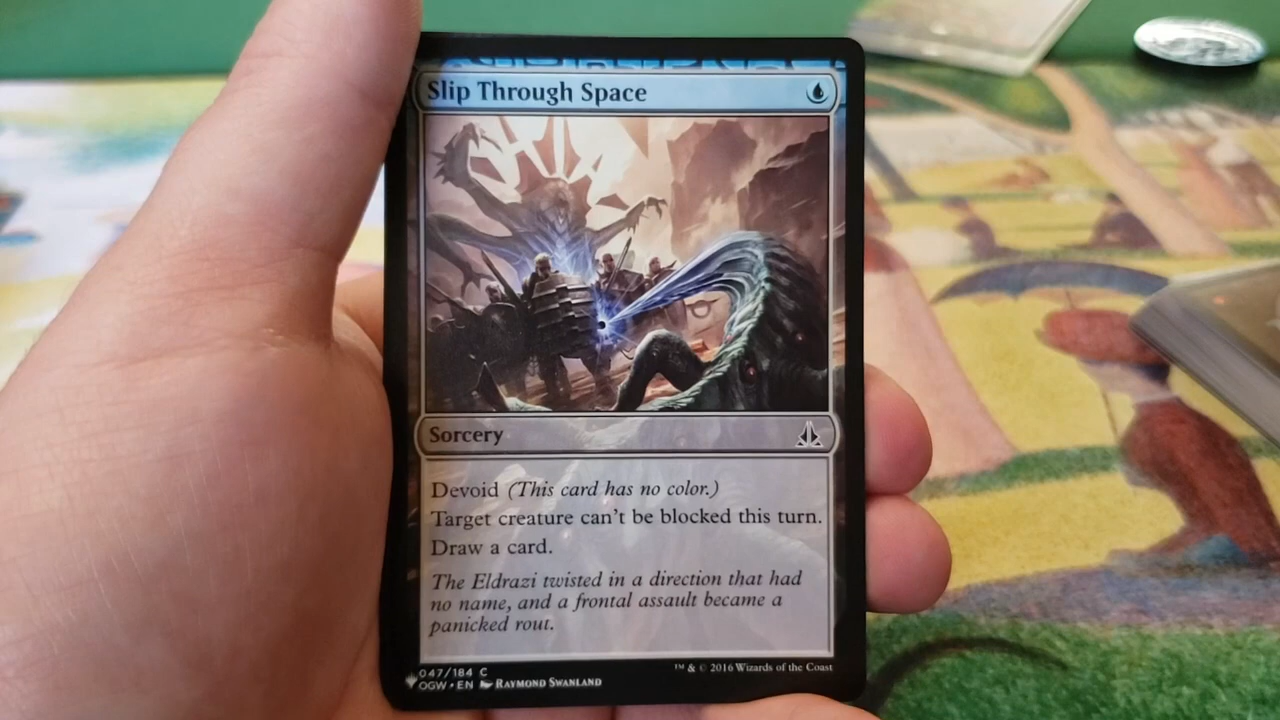 Slip Through Space
Sorcery
Devoid (This card has no color.)
Target creature can't be blocked this turn.
Draw a card.
The Eldrazi twisted in a direction that had
no name, and a frontal assault became a
panicked rout.
047/184 C
™ & © 2016 Wizards of the Coast
OGW • EN Raymond Swanland